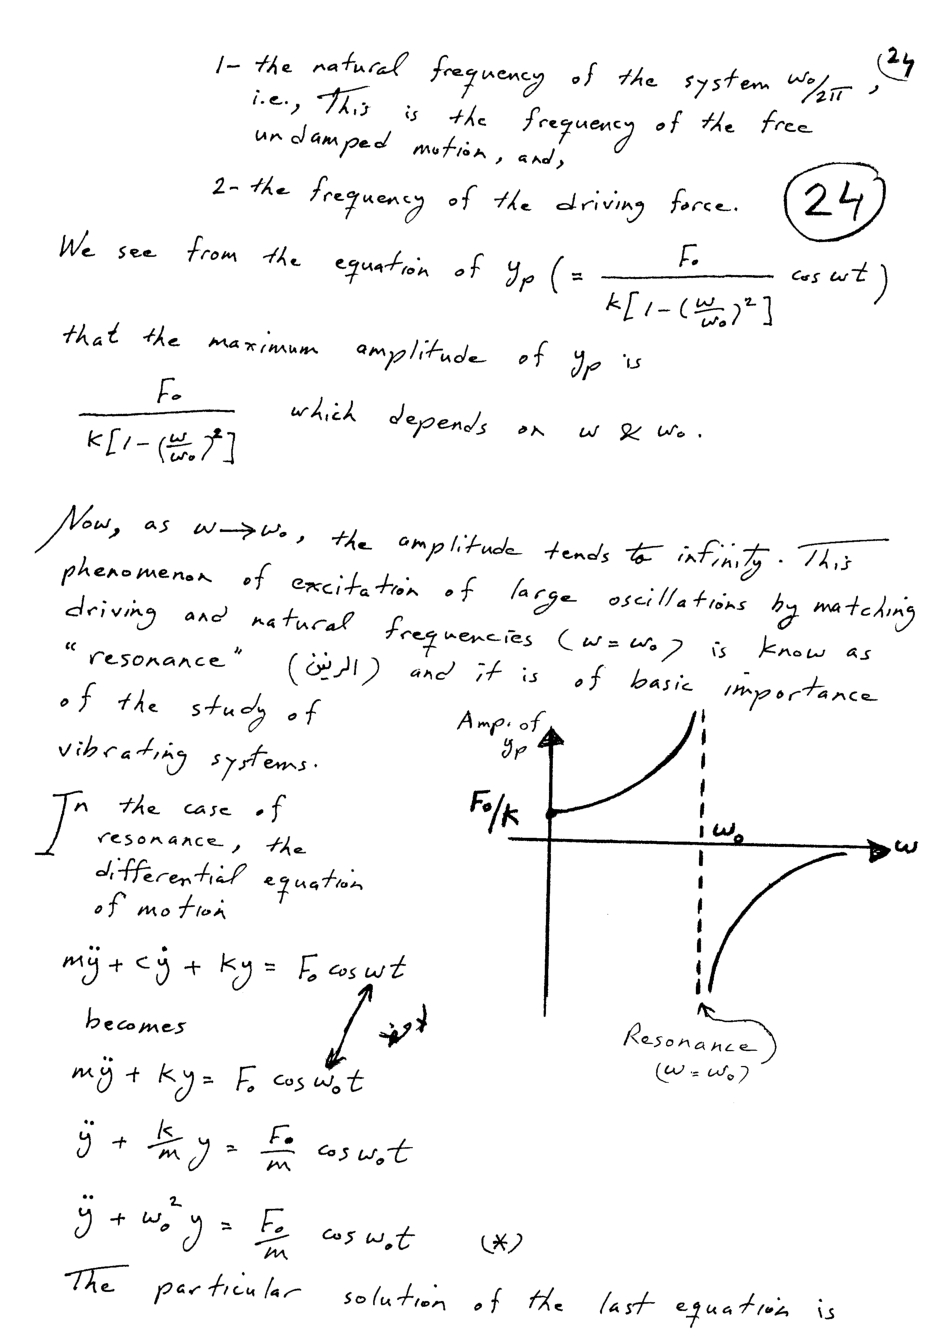 24
1- the natural frequency of the system ω₀/2π,
i.e., This is the frequency of the free
undamped motion, and,
2- the frequency of the driving force.
24
We see from the equation of yₚ (= F₀ / k[1-(ω/ω₀)²] cos ωt)
that the maximum amplitude of yₚ is
F₀ / k[1-(ω/ω₀)²] which depends on ω & ω₀.
Now, as ω→ω₀, the amplitude tends to infinity. This
phenomenon of excitation of large oscillations by matching
driving and natural frequencies (ω=ω₀) is know as
"resonance" (الرنين) and it is of basic importance
of the study of
vibrating systems.
In the case of
resonance, the
differential equation
of motion
mÿ + cẏ + ky = F₀ cos ωt
becomes
mÿ + ky = F₀ cos ω₀t
ÿ + k/m y = F₀/m cos ω₀t
ÿ + ω₀² y = F₀/m cos ω₀t (*)
The particular solution of the last equation is
Amp. of
yₚ
F₀/k
ω₀
ω
Resonance
(ω = ω₀)